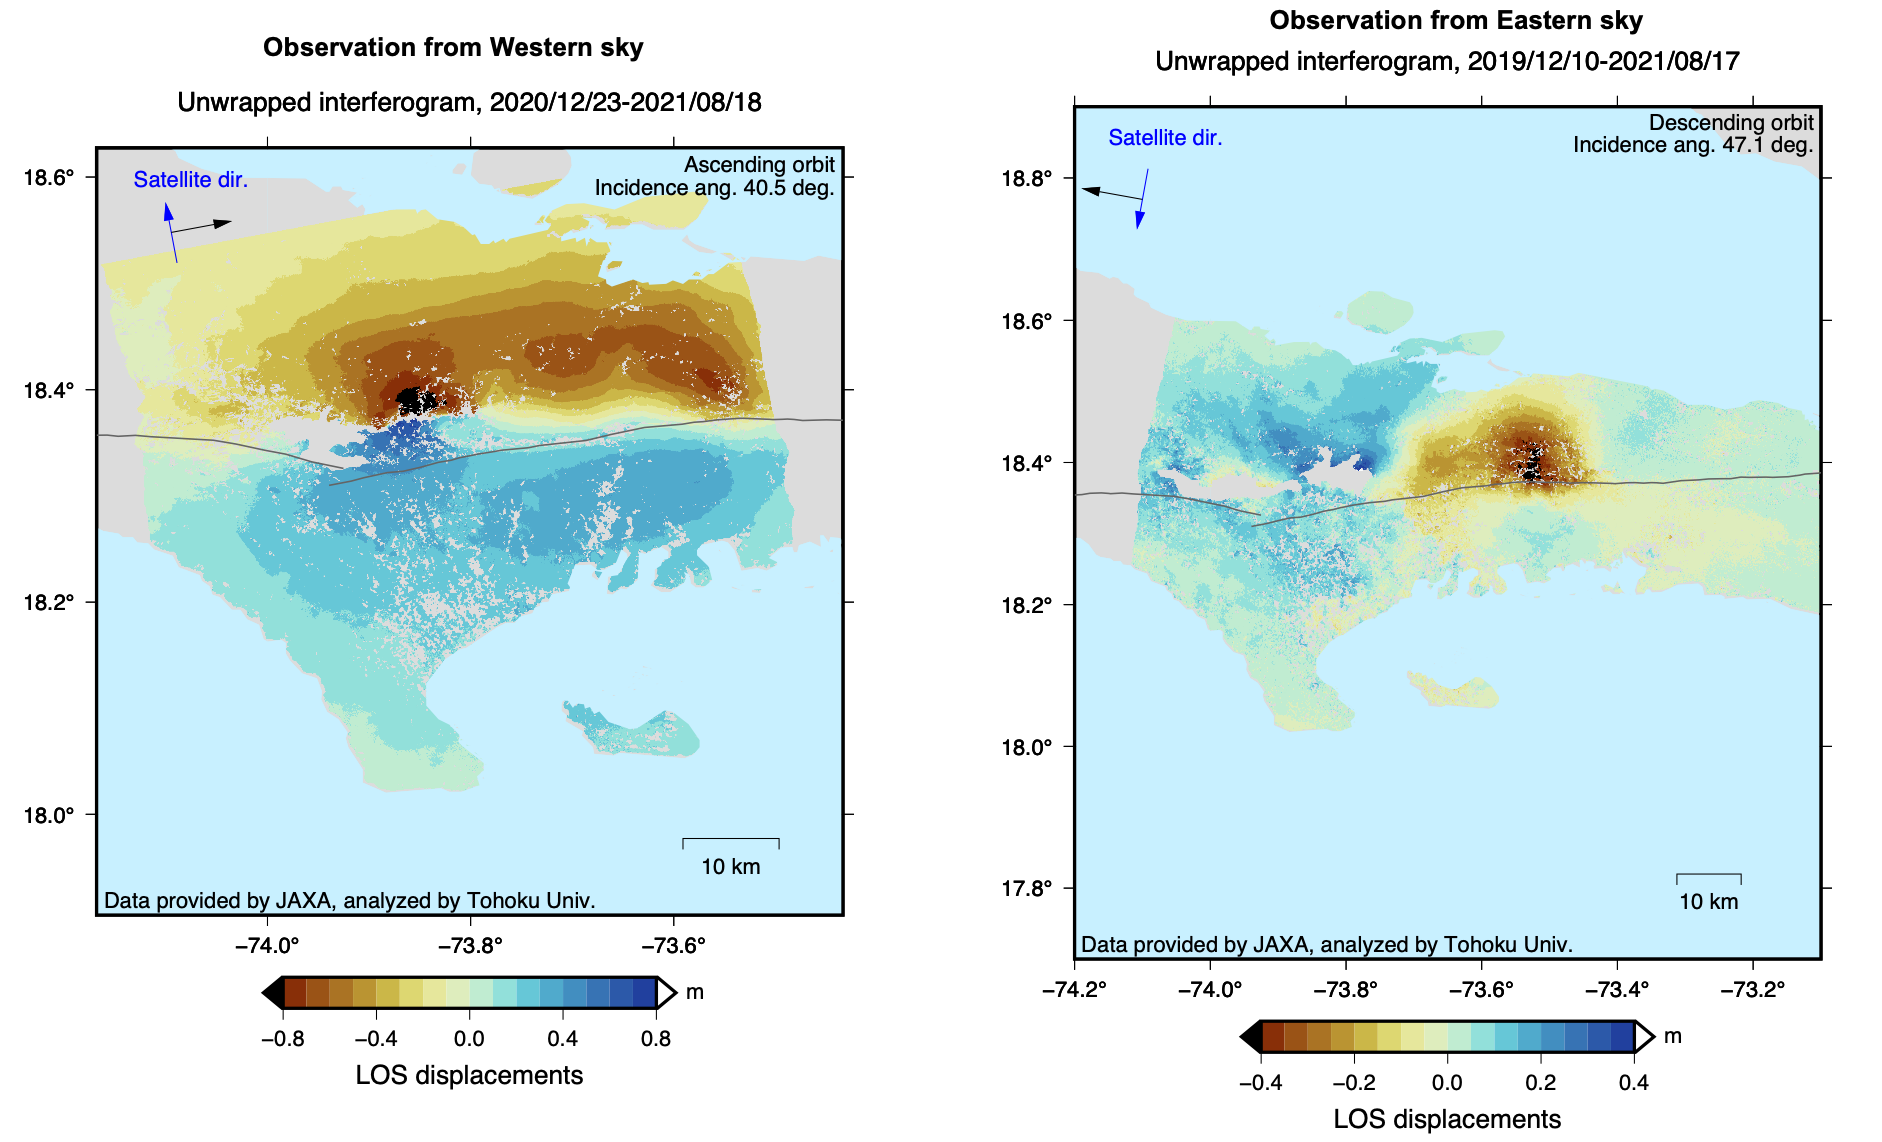 Observation from Western sky
Unwrapped interferogram, 2020/12/23-2021/08/18
Ascending orbit
Incidence ang. 40.5 deg.
Satellite dir.
18.6°
18.4°
18.2°
18.0°
10 km
Data provided by JAXA, analyzed by Tohoku Univ.
−74.0° −73.8° −73.6°
m
−0.8 −0.4 0.0 0.4 0.8
LOS displacements
Observation from Eastern sky
Unwrapped interferogram, 2019/12/10-2021/08/17
Descending orbit
Incidence ang. 47.1 deg.
Satellite dir.
18.8°
18.6°
18.4°
18.2°
18.0°
17.8°
10 km
Data provided by JAXA, analyzed by Tohoku Univ.
−74.2° −74.0° −73.8° −73.6° −73.4° −73.2°
m
−0.4 −0.2 0.0 0.2 0.4
LOS displacements